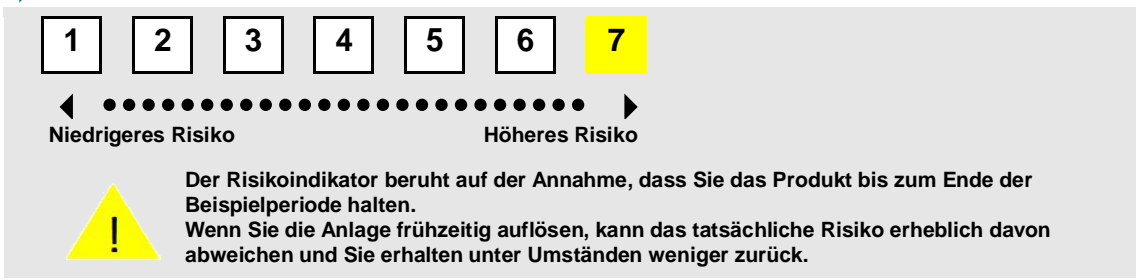 1 2 3 4 5 6 7
Niedrigeres Risiko Höheres Risiko
Der Risikoindikator beruht auf der Annahme, dass Sie das Produkt bis zum Ende der
Beispielperiode halten.
Wenn Sie die Anlage frühzeitig auflösen, kann das tatsächliche Risiko erheblich davon
abweichen und Sie erhalten unter Umständen weniger zurück.
!